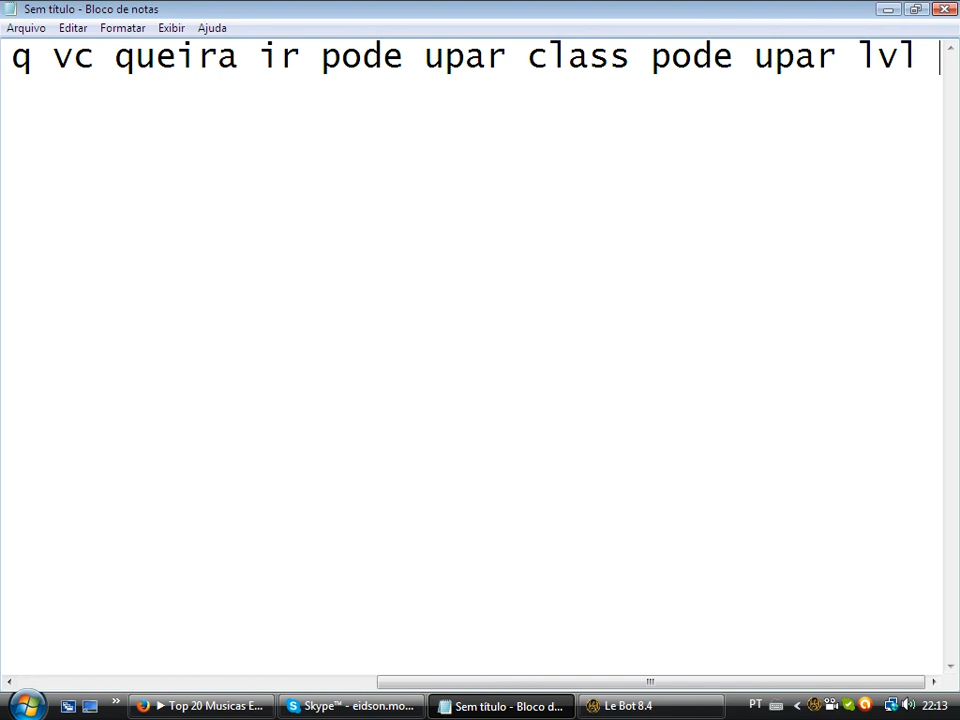 Sem título - Bloco de notas
Arquivo Editar Formatar Exibir Ajuda
q vc queira ir pode upar class pode upar lvl
Top 20 Musicas E... Skype™ - eidson.mo... Sem título - Bloco d... Le Bot 8.4 PT 22:13